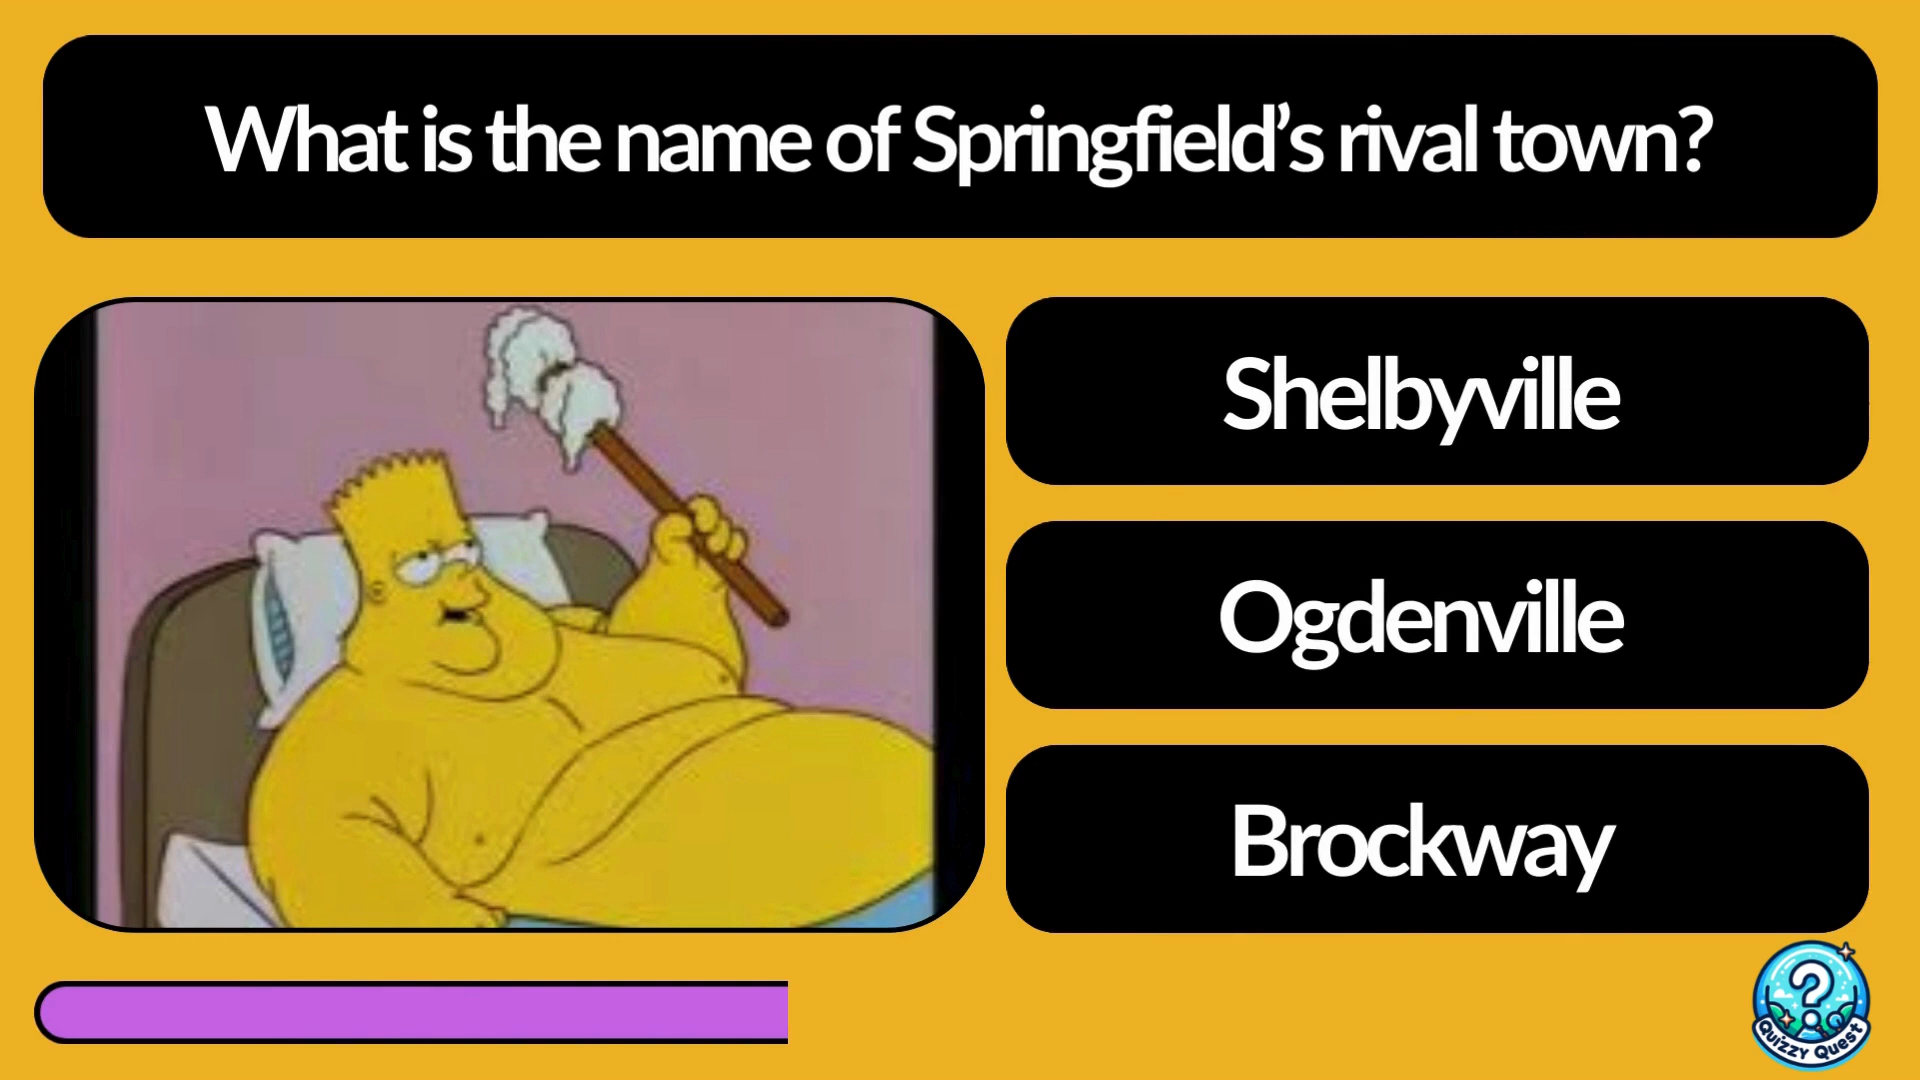 What is the name of Springfield’s rival town?
Shelbyville
Ogdenville
Brockway
Quizzy Quest